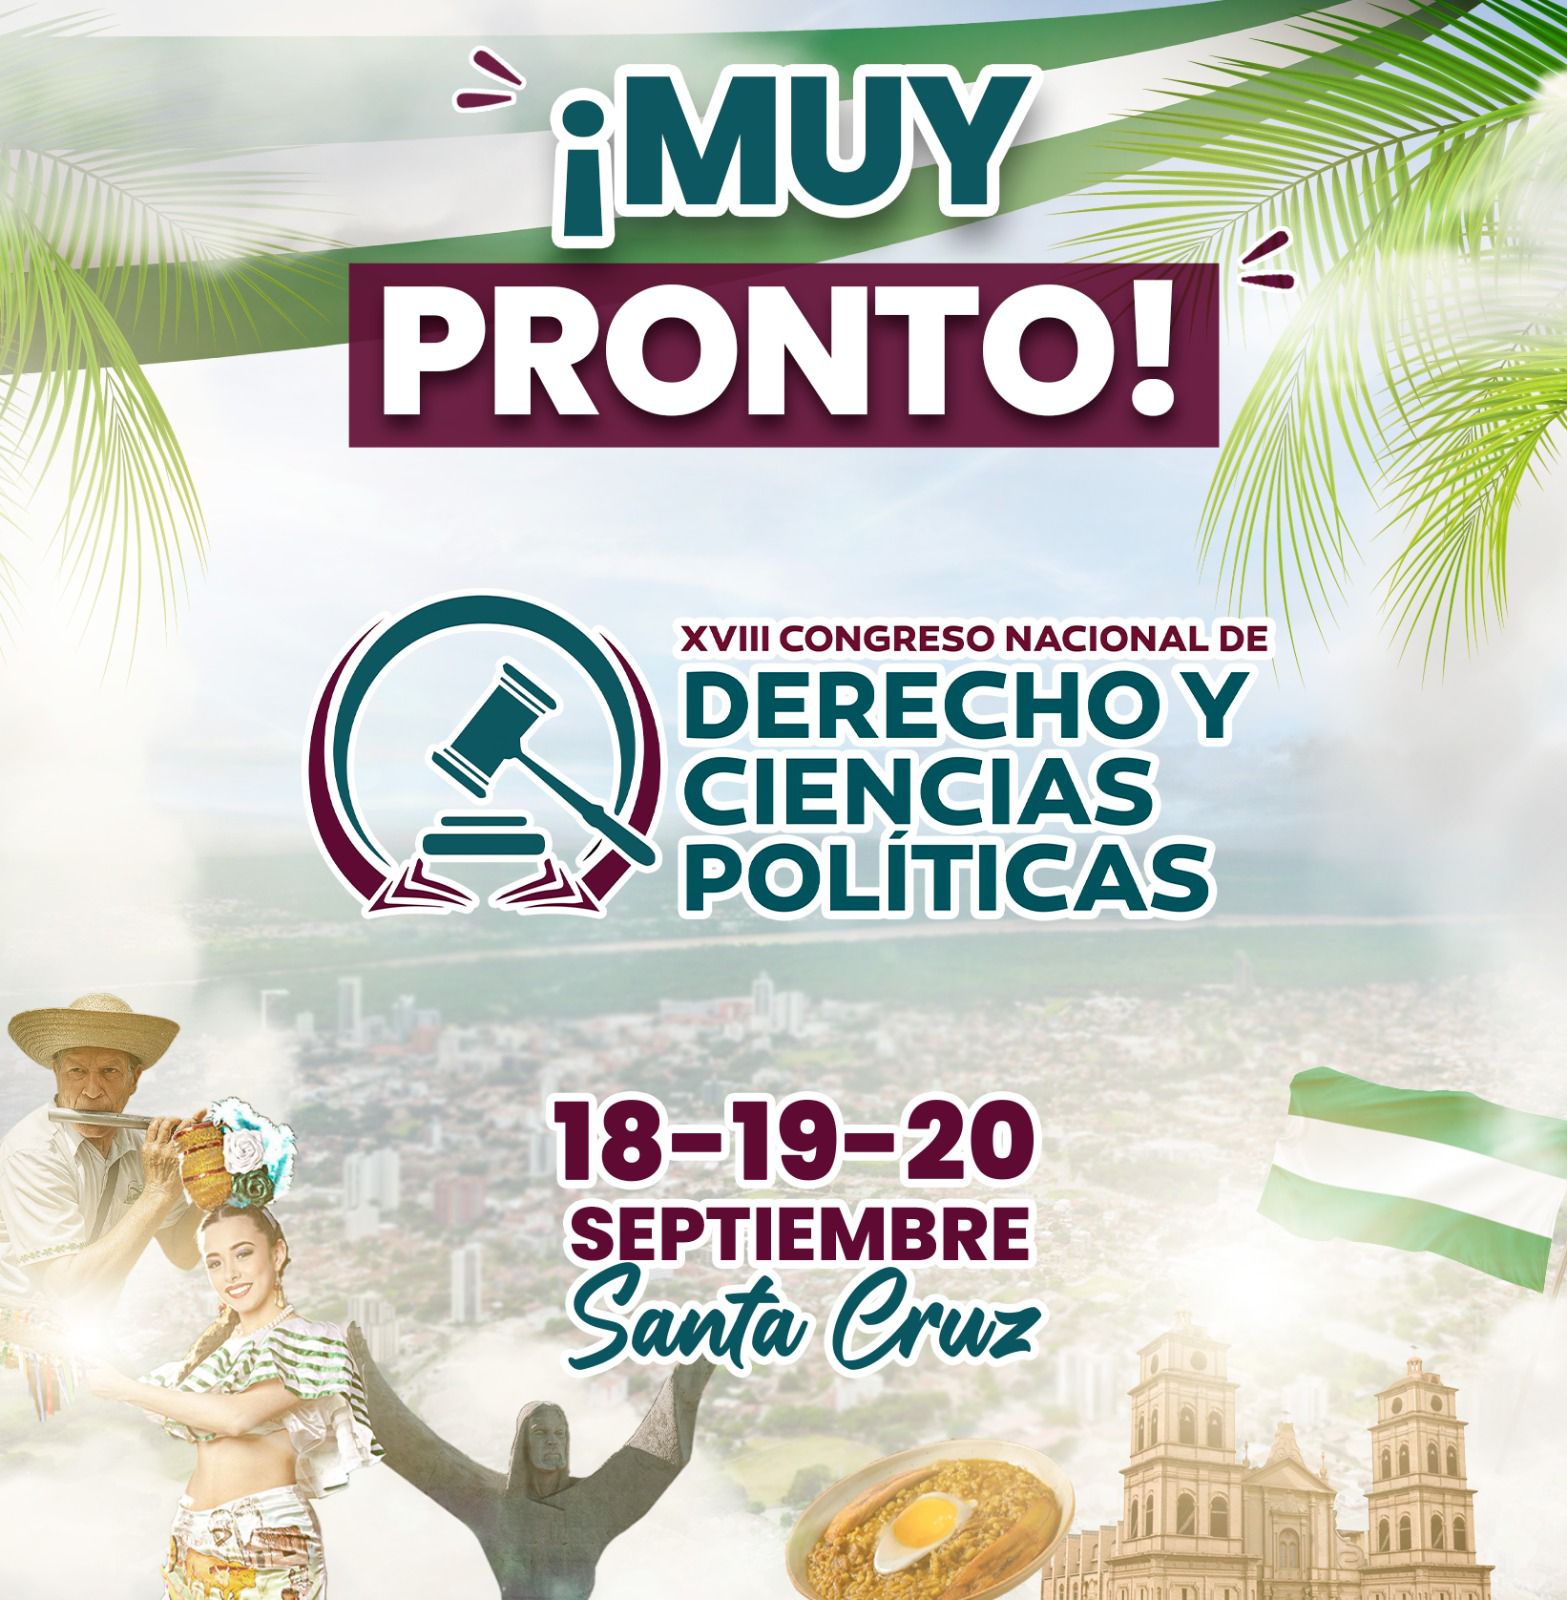 ¡MUY
PRONTO!
XVIII CONGRESO NACIONAL DE
DERECHO Y
CIENCIAS
POLÍTICAS
18-19-20
SEPTIEMBRE
Santa Cruz